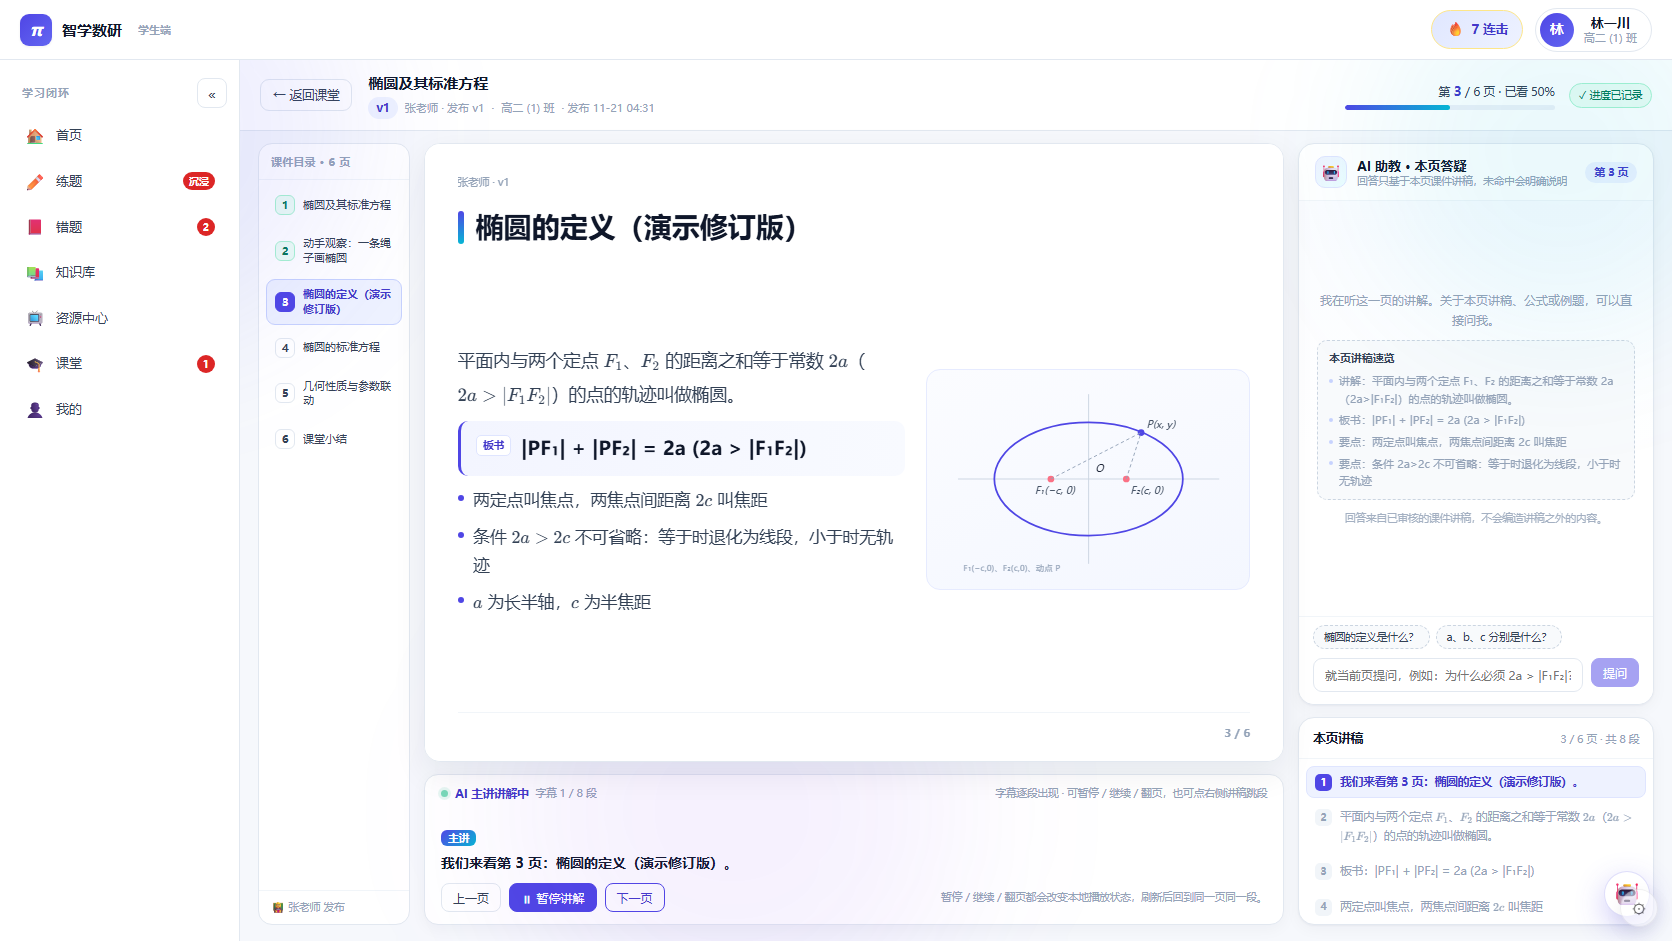 π 智学数研 学生端
🔥 7 连击
林 林一川
高二 (1) 班
学习闭环
«
首页
练题 沉浸
错题 2
知识库
资源中心
课堂 1
我的
← 返回课堂
椭圆及其标准方程
v1 张老师 · 发布 v1 · 高二 (1) 班 · 发布 11-21 04:31
第 3 / 6 页 · 已看 50%
✓ 进度已记录
课件目录 • 6 页
1 椭圆及其标准方程
2 动手观察：一条绳
子画椭圆
3 椭圆的定义（演示
修订版）
4 椭圆的标准方程
5 几何性质与参数联
动
6 课堂小结
张老师 发布
张老师 · v1
椭圆的定义（演示修订版）
平面内与两个定点 F₁、F₂ 的距离之和等于常数 2a（
2a > |F₁F₂|）的点的轨迹叫做椭圆。
板书 |PF₁| + |PF₂| = 2a (2a > |F₁F₂|)
两定点叫焦点，两焦点间距离 2c 叫焦距
条件 2a > 2c 不可省略：等于时退化为线段，小于时无轨
迹
a 为长半轴，c 为半焦距
P(x, y)
O
F₁(−c, 0)
F₂(c, 0)
F₁(−c,0)，F₂(c,0)，动点 P
3 / 6
AI 主讲讲解中 字幕 1 / 8 段
字幕逐段出现 · 可暂停 / 继续 / 翻页，也可点右侧讲稿跳段
主讲
我们来看第 3 页：椭圆的定义（演示修订版）。
上一页
⏸ 暂停讲解
下一页
暂停 / 继续 / 翻页都会改变本地播放状态，刷新后回到同一页同一段。
AI 助教 • 本页答疑
回答只基于本页课件讲稿，未命中会明确说明
第 3 页
我在听这一页的讲解。关于本页讲稿、公式或例题，可以直
接问我。
本页讲稿速览
讲解：平面内与两个定点 F₁、F₂ 的距离之和等于常数 2a
（2a>|F₁F₂|）的点的轨迹叫做椭圆。
板书：|PF₁| + |PF₂| = 2a (2a > |F₁F₂|)
要点：两定点叫焦点，两焦点间距离 2c 叫焦距
要点：条件 2a>2c 不可省略：等于时退化为线段，小于时
无轨迹
回答来自已审核的课件讲稿，不会编造讲稿之外的内容。
椭圆的定义是什么？
a、b、c 分别是什么？
就当前页提问，例如：为什么必须 2a > |F₁F₂|?
提问
本页讲稿
3 / 6 页 · 共 8 段
1 我们来看第 3 页：椭圆的定义（演示修订版）。
2 平面内与两个定点 F₁、F₂ 的距离之和等于常数 2a（2a >
|F₁F₂|）的点的轨迹叫做椭圆。
3 板书：|PF₁| + |PF₂| = 2a (2a > |F₁F₂|)
4 两定点叫焦点，两焦点间距离 2c 叫焦距